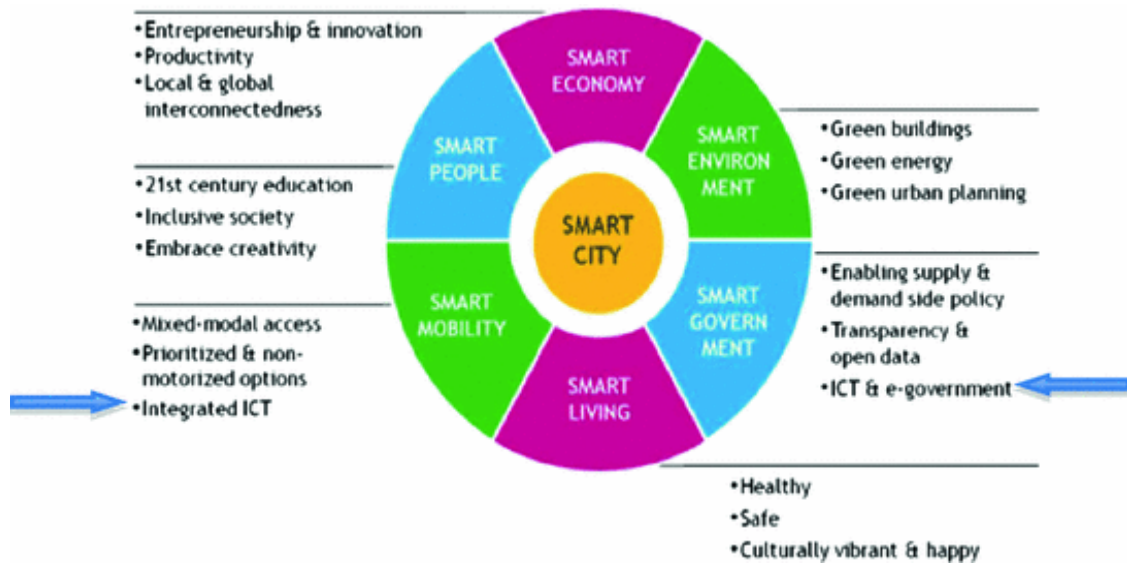 •Entrepreneurship & innovation
•Productivity
•Local & global
interconnectedness
•21st century education
•Inclusive society
•Embrace creativity
•Mixed-modal access
•Prioritized & non-
motorized options
•Integrated ICT
SMART
ECONOMY
SMART
PEOPLE
SMART
ENVIRON
MENT
SMART
CITY
SMART
MOBILITY
SMART
GOVERN
MENT
SMART
LIVING
•Green buildings
•Green energy
•Green urban planning
•Enabling supply &
demand side policy
•Transparency &
open data
•ICT & e-government
•Healthy
•Safe
•Culturally vibrant & happy